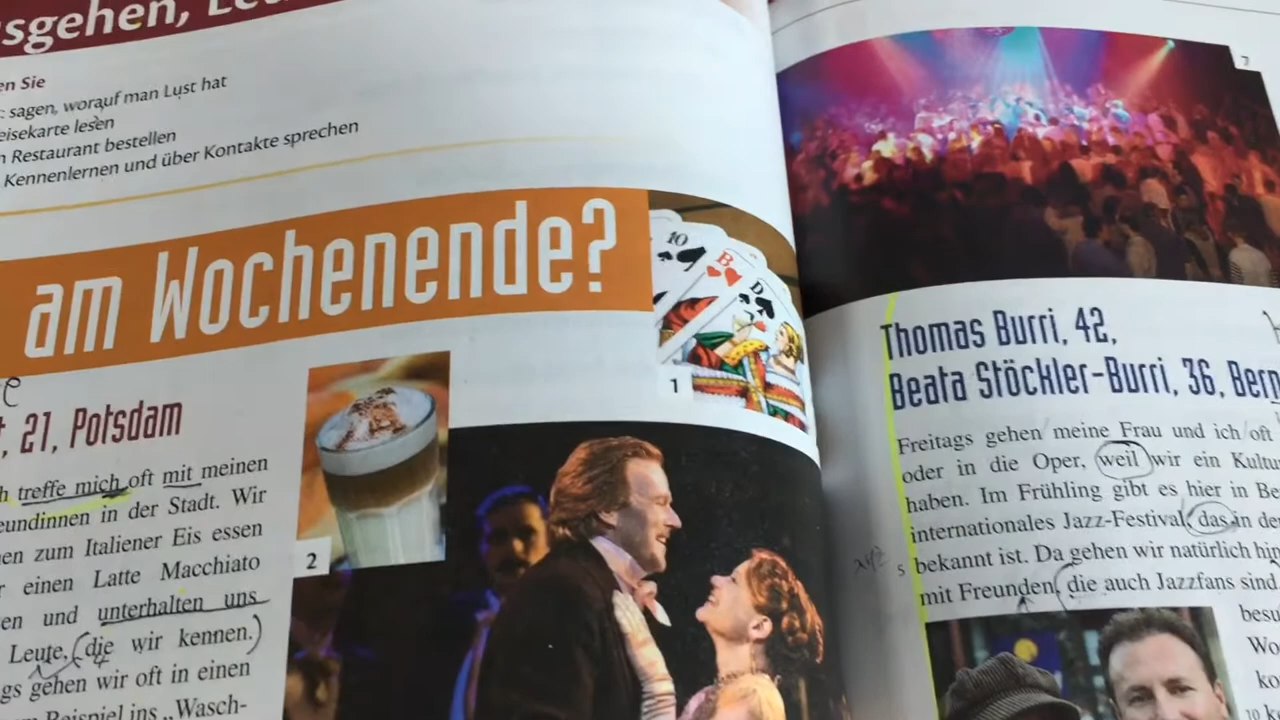 sgehen,
en Sie
: sagen, worauf man Lust hat
eisekarte lesen
n Restaurant bestellen
Kennenlernen und über Kontakte sprechen
am Wochenende?
10
B
D
1
2
t, 21, Potsdam
h treffe mich oft mit meinen
eundinnen in der Stadt. Wir
en zum Italiener Eis essen
r einen Latte Macchiato
en und unterhalten uns
Leute, die wir kennen.
gs gehen wir oft in einen
m Beispiel ins „Wasch-
7
Thomas Burri, 42,
Beata Stöckler-Burri, 36, Bern
Freitags gehen meine Frau und ich oft
oder in die Oper, weil wir ein Kultu
haben. Im Frühling gibt es hier in Be
internationales Jazz-Festival, das in de
5 bekannt ist. Da gehen wir natürlich hin
mit Freunden, die auch Jazzfans sind
besu
Wo
ko
10 k